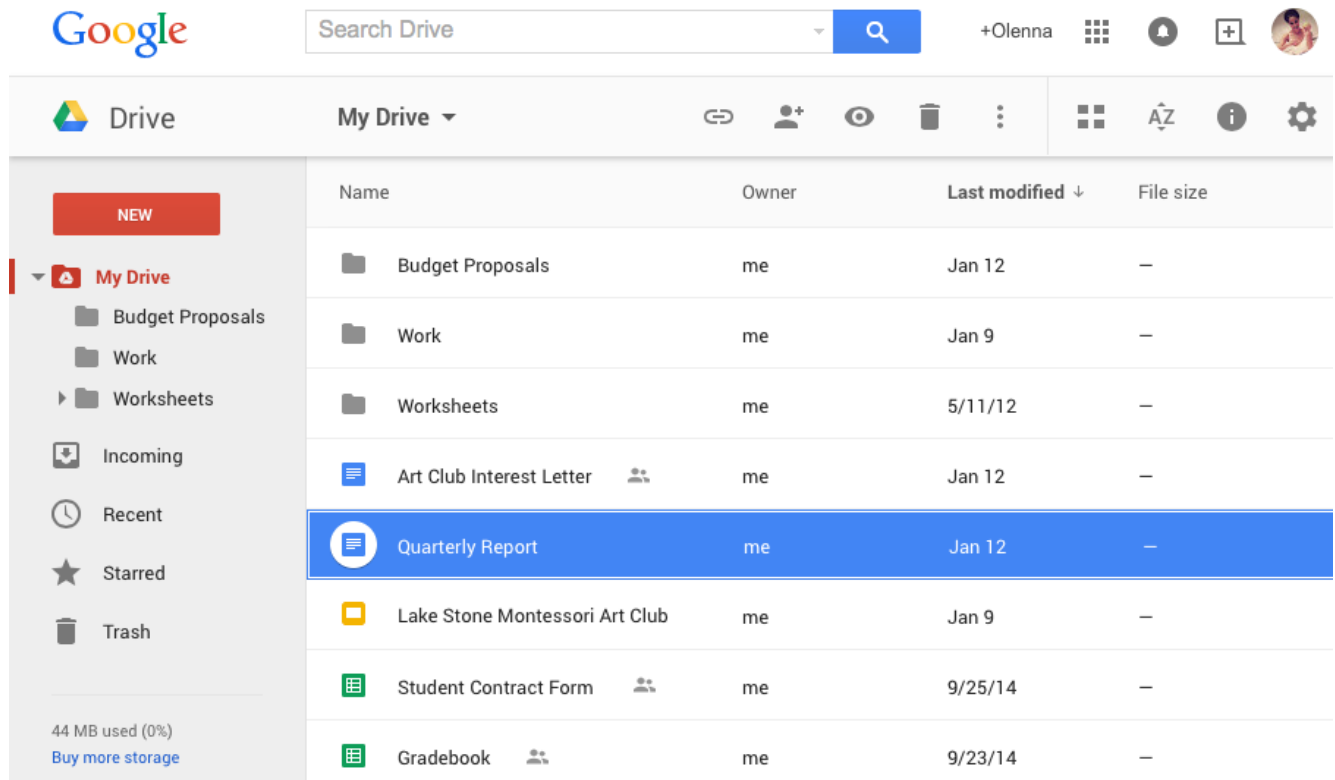 Google Search Drive +Olenna
Drive My Drive
NEW
My Drive
Budget Proposals
Work
Worksheets
Incoming
Recent
Starred
Trash
44 MB used (0%)
Buy more storage
Name Owner Last modified File size
Budget Proposals me Jan 12 —
Work me Jan 9 —
Worksheets me 5/11/12 —
Art Club Interest Letter me Jan 12 —
Quarterly Report me Jan 12 —
Lake Stone Montessori Art Club me Jan 9 —
Student Contract Form me 9/25/14 —
Gradebook me 9/23/14 —
AZ